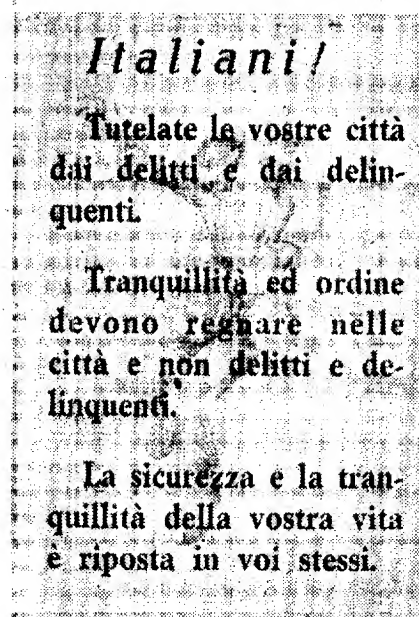 Italiani!
Tutelate le vostre città
dai delitti e dai delin-
quenti.
Tranquillità ed ordine
devono regnare nelle
città e non delitti e de-
linquenti.
La sicurezza e la tran-
quillità della vostra vita
è riposta in voi stessi.